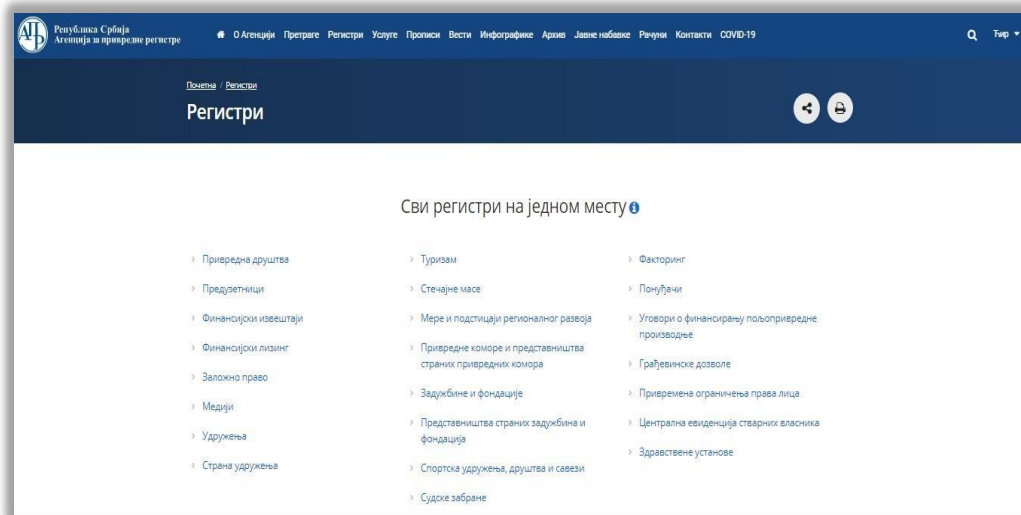 АПР
Република Србија
Агенција за привредне регистре
О Агенцији Претраге Регистри Услуге Прописи Вести Инфографике Архив Јавне набавке Рачуни Контакти COVID-19
Ћир
Почетна / Регистри
Регистри
Сви регистри на једном месту
Привредна друштва
Предузетници
Финансијски извештаји
Финансијски лизинг
Заложно право
Медији
Удружења
Страна удружења
Туризам
Стечајне масе
Мере и подстицаји регионалног развоја
Привредне коморе и представништва
страних привредних комора
Задужбине и фондације
Представништва страних задужбина и
фондација
Спортска удружења, друштва и савези
Судске забране
Факторинг
Понуђачи
Уговори о финансирању пољопривредне
производње
Грађевинске дозволе
Привремена ограничења права лица
Централна евиденција стварних власника
Здравствене установе